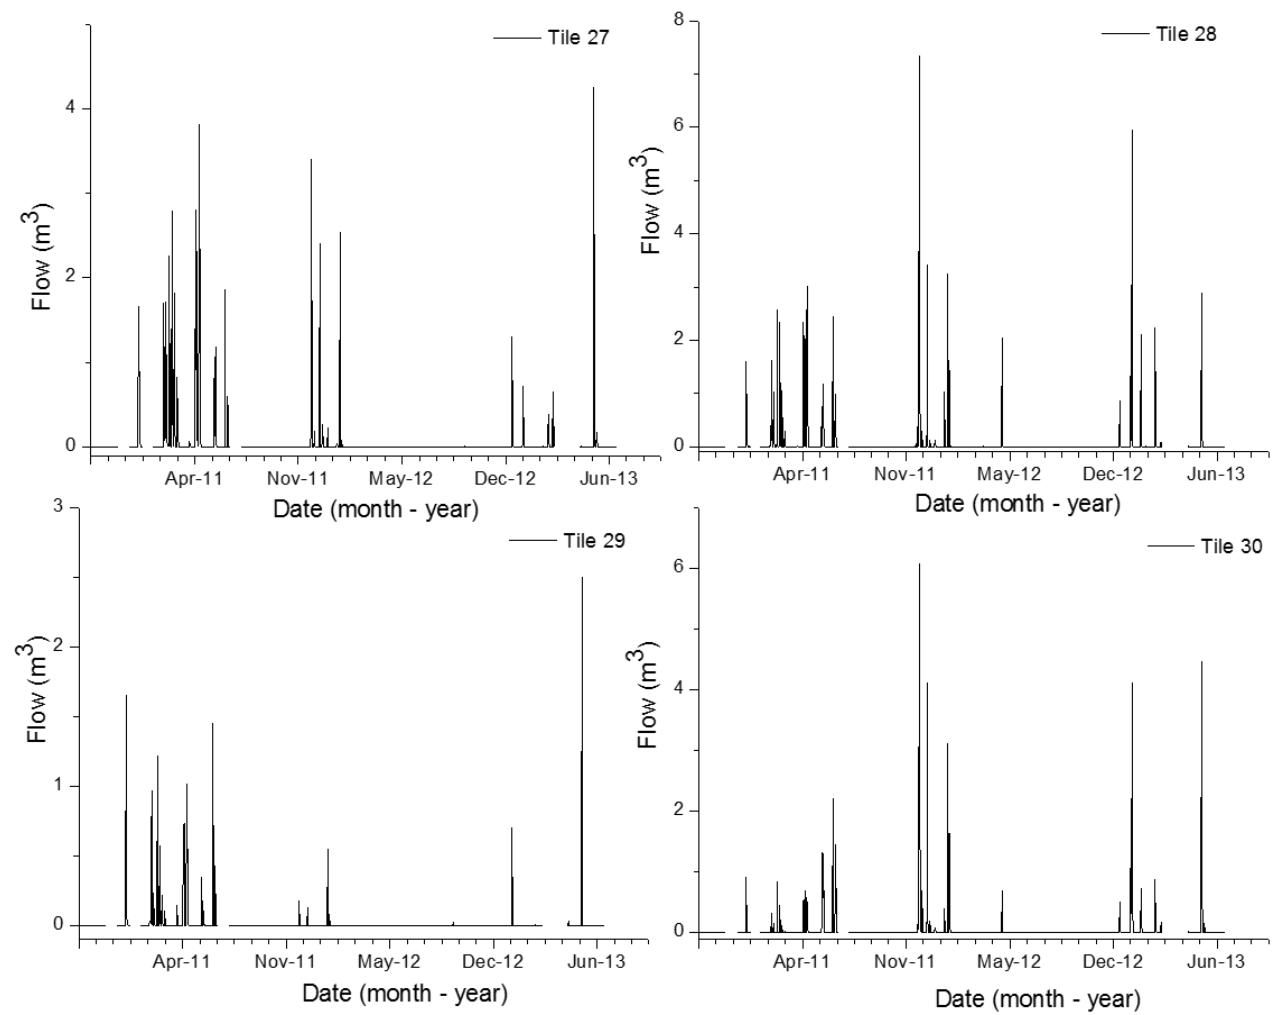 Tile 27
4
2
0
Flow (m³)
Apr-11 Nov-11 May-12 Dec-12 Jun-13
Date (month - year)
Tile 28
8
6
4
2
0
Flow (m³)
Apr-11 Nov-11 May-12 Dec-12 Jun-13
Date (month - year)
Tile 29
3
2
1
0
Flow (m³)
Apr-11 Nov-11 May-12 Dec-12 Jun-13
Date (month - year)
Tile 30
6
4
2
0
Flow (m³)
Apr-11 Nov-11 May-12 Dec-12 Jun-13
Date (month - year)